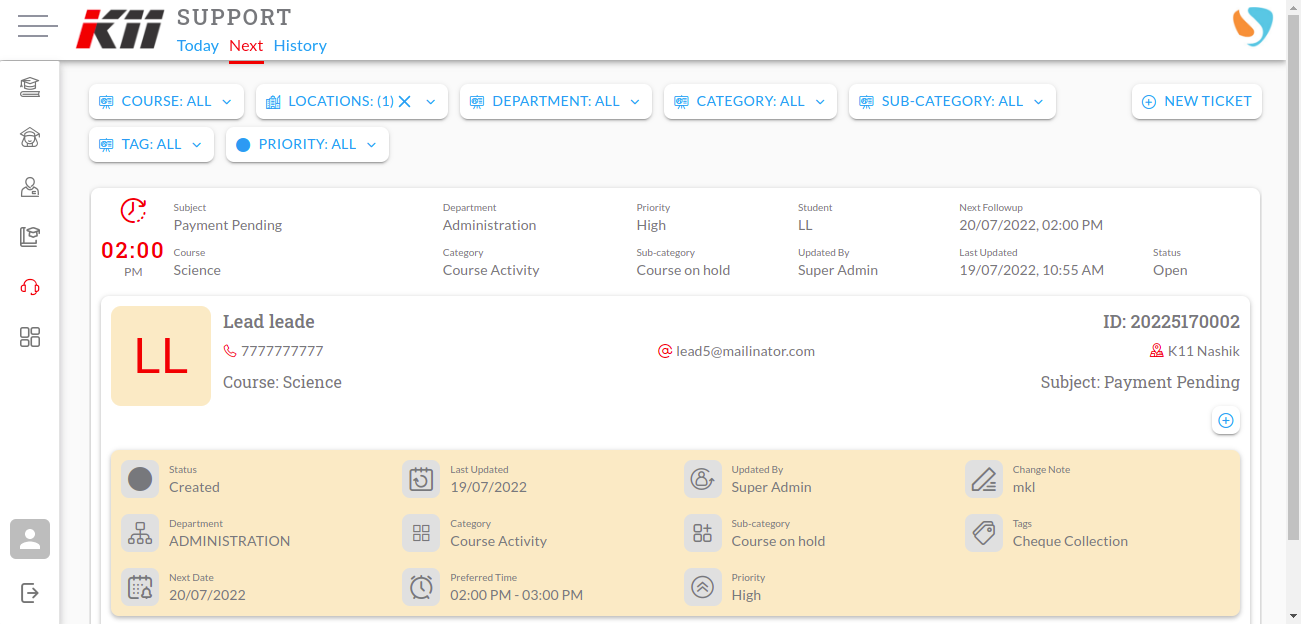 K11 SUPPORT
Today Next History
COURSE: ALL LOCATIONS: (1) DEPARTMENT: ALL CATEGORY: ALL SUB-CATEGORY: ALL NEW TICKET
TAG: ALL PRIORITY: ALL
Subject Department Priority Student Next Followup
Payment Pending Administration High LL 20/07/2022, 02:00 PM
02:00
PM
Course Category Sub-category Updated By Last Updated Status
Science Course Activity Course on hold Super Admin 19/07/2022, 10:55 AM Open
LL
Lead leade ID: 20225170002
7777777777 lead5@mailinator.com K11 Nashik
Course: Science Subject: Payment Pending
Status Last Updated Updated By Change Note
Created 19/07/2022 Super Admin mkl
Department Category Sub-category Tags
ADMINISTRATION Course Activity Course on hold Cheque Collection
Next Date Preferred Time Priority
20/07/2022 02:00 PM - 03:00 PM High